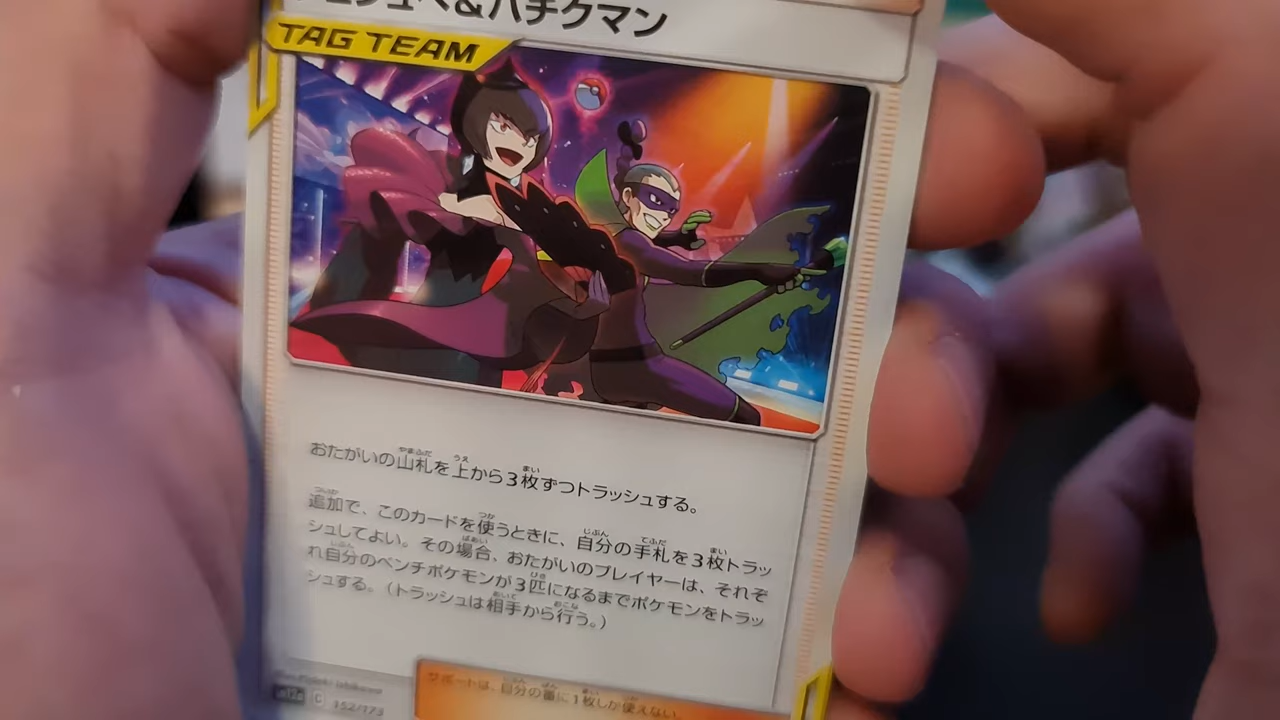 &ハチクマン
TAG TEAM
おたがいの山札を上から3枚ずつトラッシュする。
追加で、このカードを使うときに、自分の手札を3枚トラッ
シュしてよい。その場合、おたがいのプレイヤーは、それぞ
れ自分のベンチポケモンが3匹になるまでポケモンをトラッ
シュする。(トラッシュは相手から行う。)
サポートは、自分の番に1枚しか使えない。
C 152/173